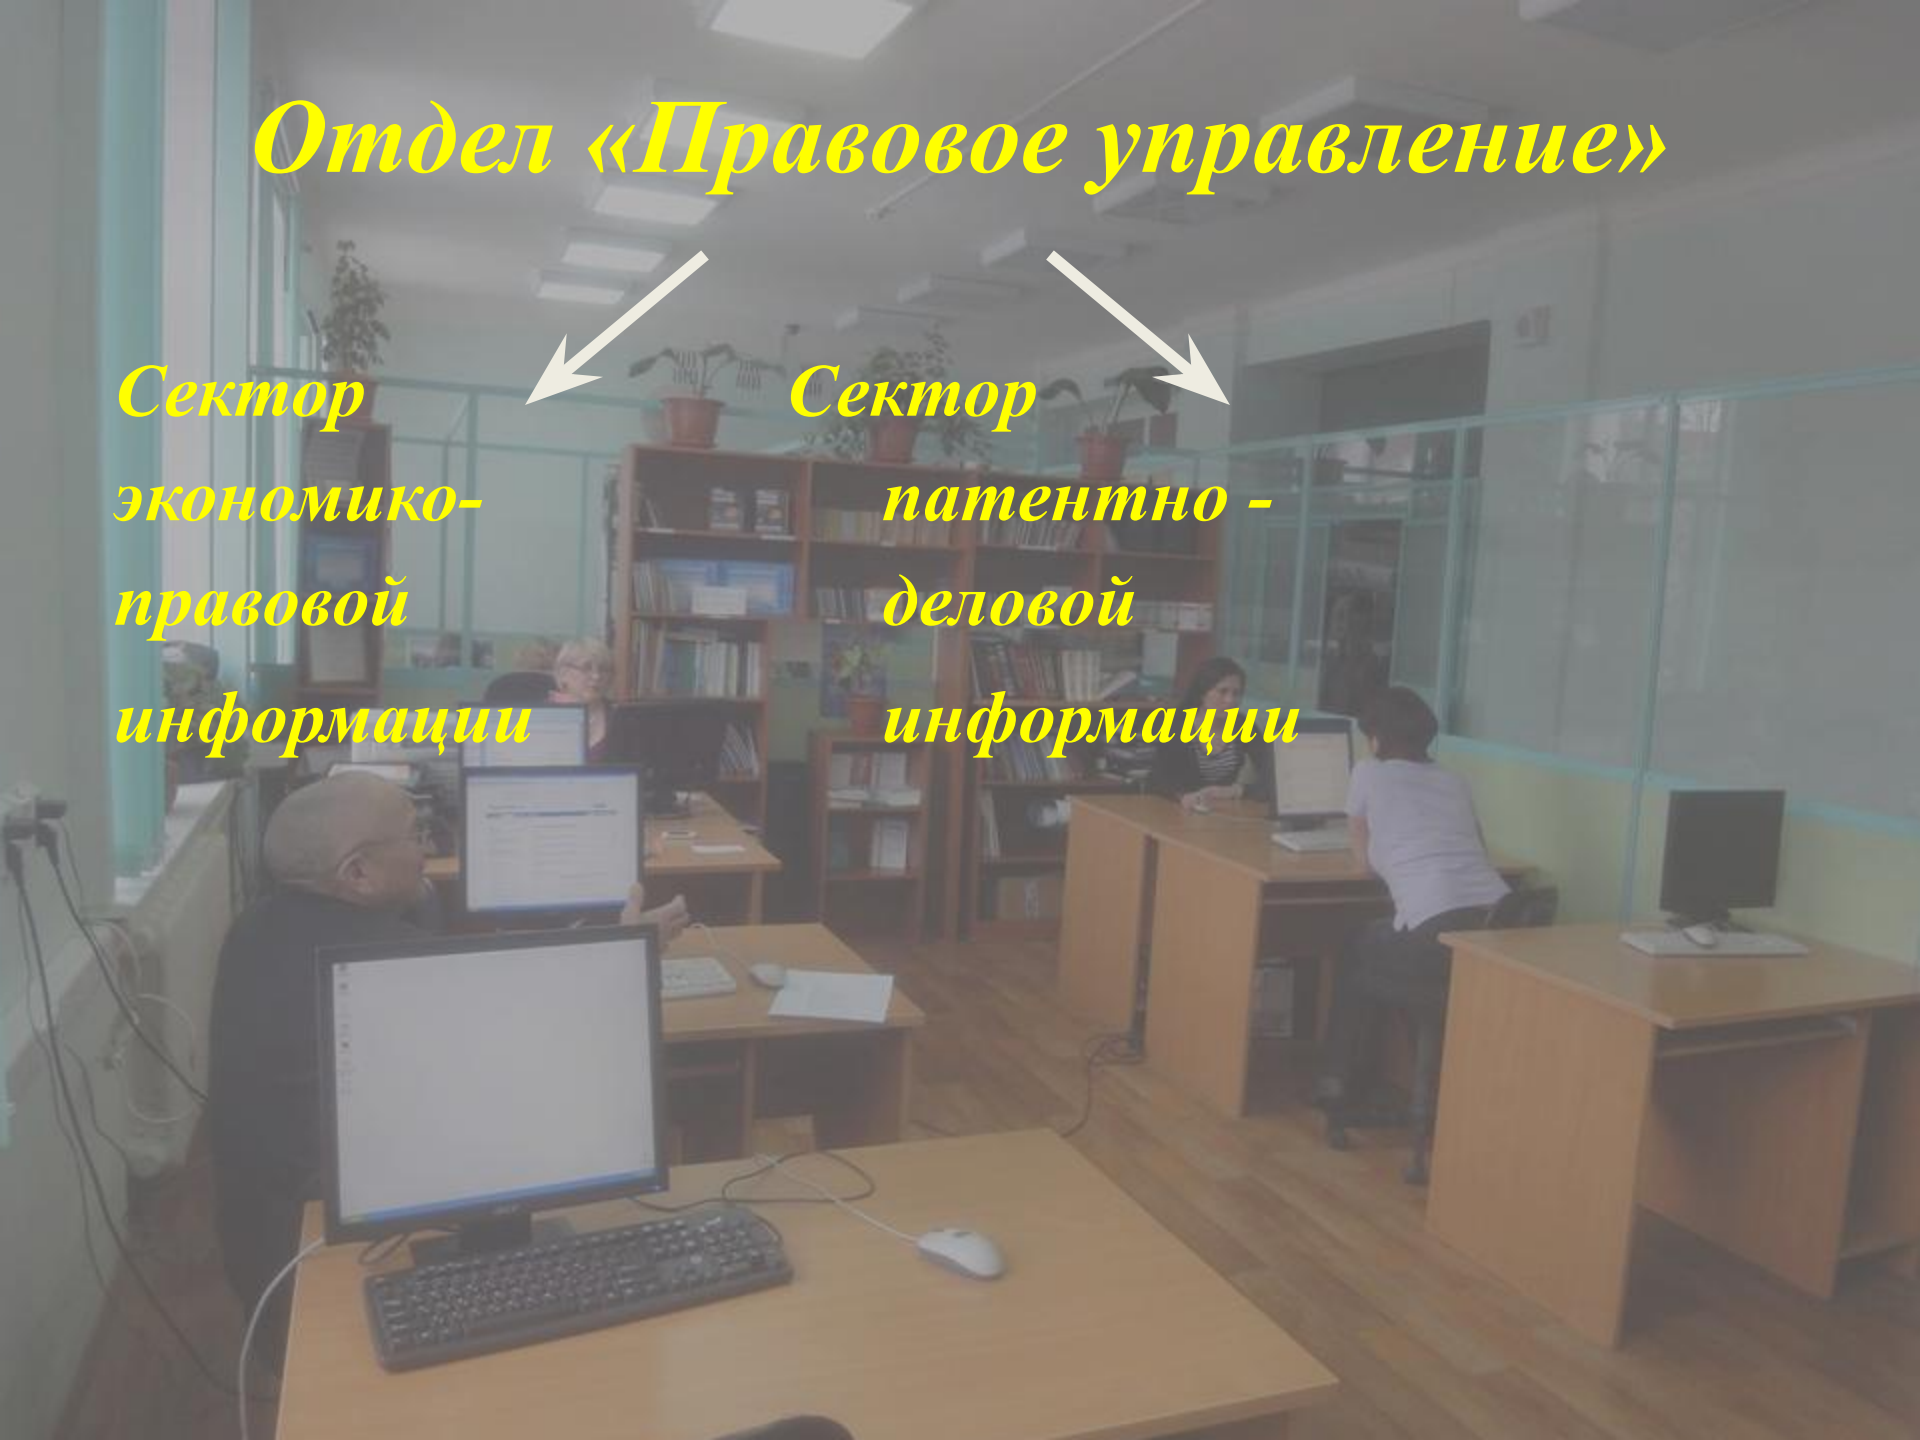 Отдел «Правовое управление»
Сектор
экономико-
правовой
информации
Сектор
патентно -
деловой
информации